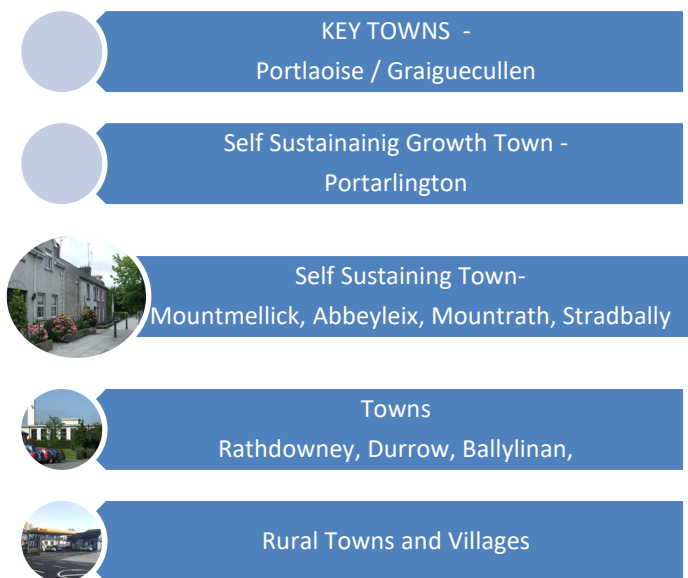 KEY TOWNS -
Portlaoise / Graiguecullen
Self Sustainainig Growth Town -
Portarlington
Self Sustaining Town-
Mountmellick, Abbeyleix, Mountrath, Stradbally
Towns
Rathdowney, Durrow, Ballylinan,
Rural Towns and Villages